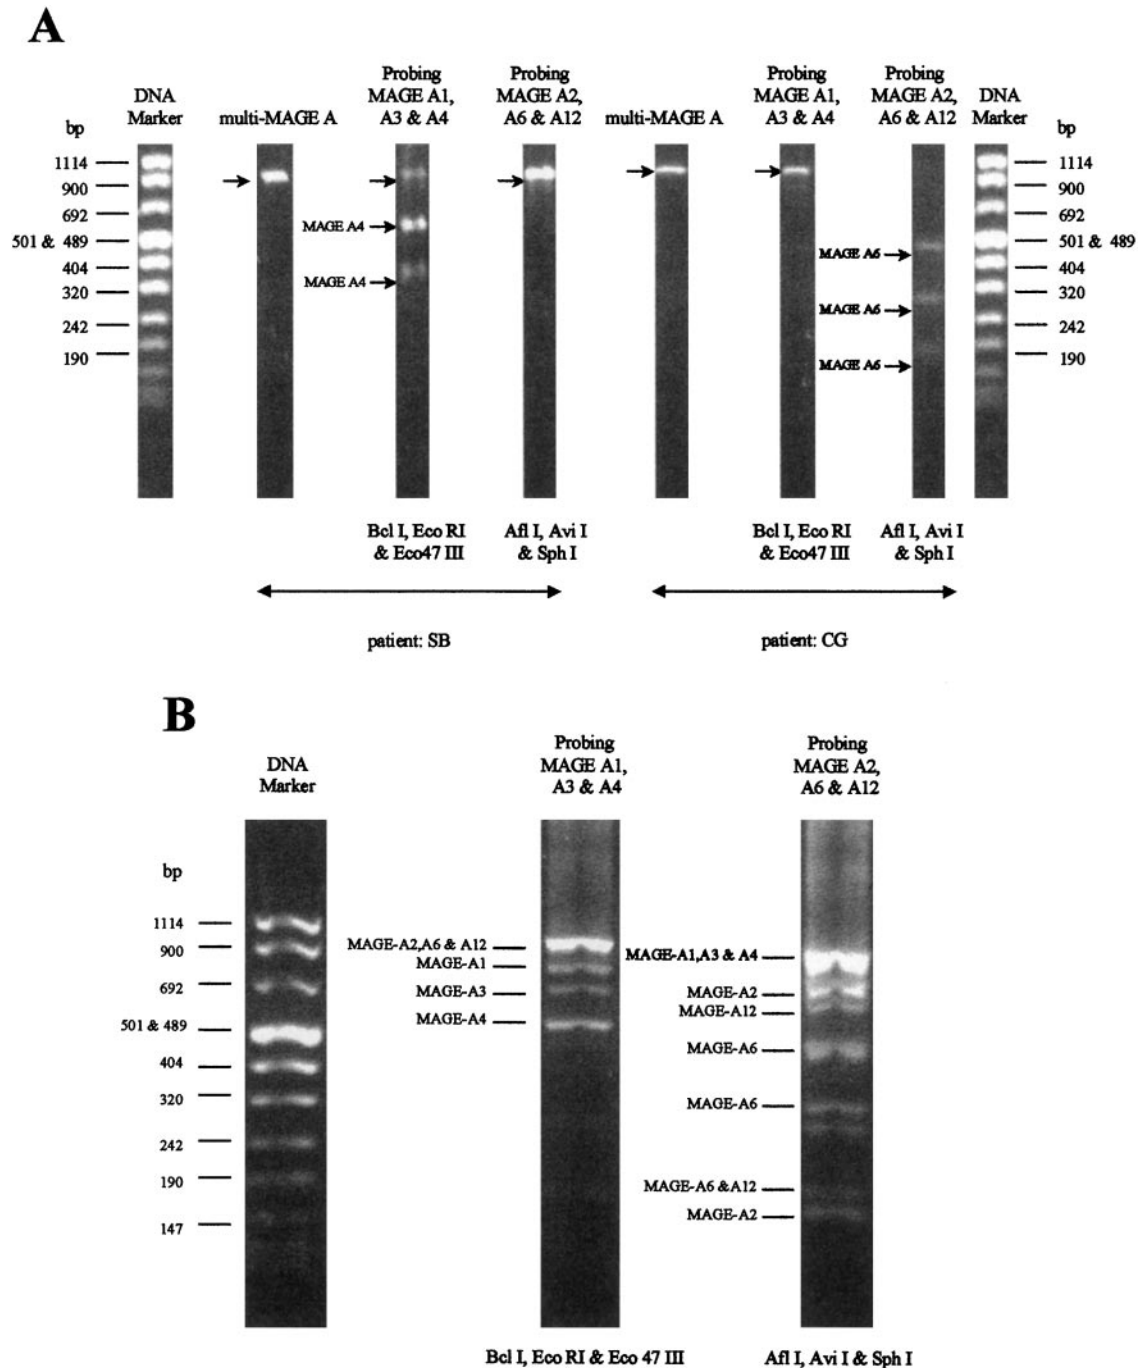 A
DNA
Marker
bp
multi-MAGE A
Probing
MAGE A1,
A3 & A4
Probing
MAGE A2,
A6 & A12
multi-MAGE A
Probing
MAGE A1,
A3 & A4
Probing
MAGE A2,
A6 & A12
DNA
Marker
bp
1114
900
692
501 & 489
404
320
242
190
MAGE A4
MAGE A4
MAGE A6
MAGE A6
MAGE A6
1114
900
692
501 & 489
404
320
242
190
Bcl I, Eco RI
& Eco47 III
Afl I, Avi I
& Sph I
Bcl I, Eco RI
& Eco47 III
Afl I, Avi I
& Sph I
patient: SB
patient: CG
B
DNA
Marker
Probing
MAGE A1,
A3 & A4
Probing
MAGE A2,
A6 & A12
bp
1114
900
692
501 & 489
404
320
242
190
147
MAGE-A2,A6 & A12
MAGE-A1
MAGE-A3
MAGE-A4
MAGE-A1,A3 & A4
MAGE-A2
MAGE-A12
MAGE-A6
MAGE-A6
MAGE-A6 &A12
MAGE-A2
Bcl I, Eco RI & Eco 47 III
Afl I, Avi I & Sph I